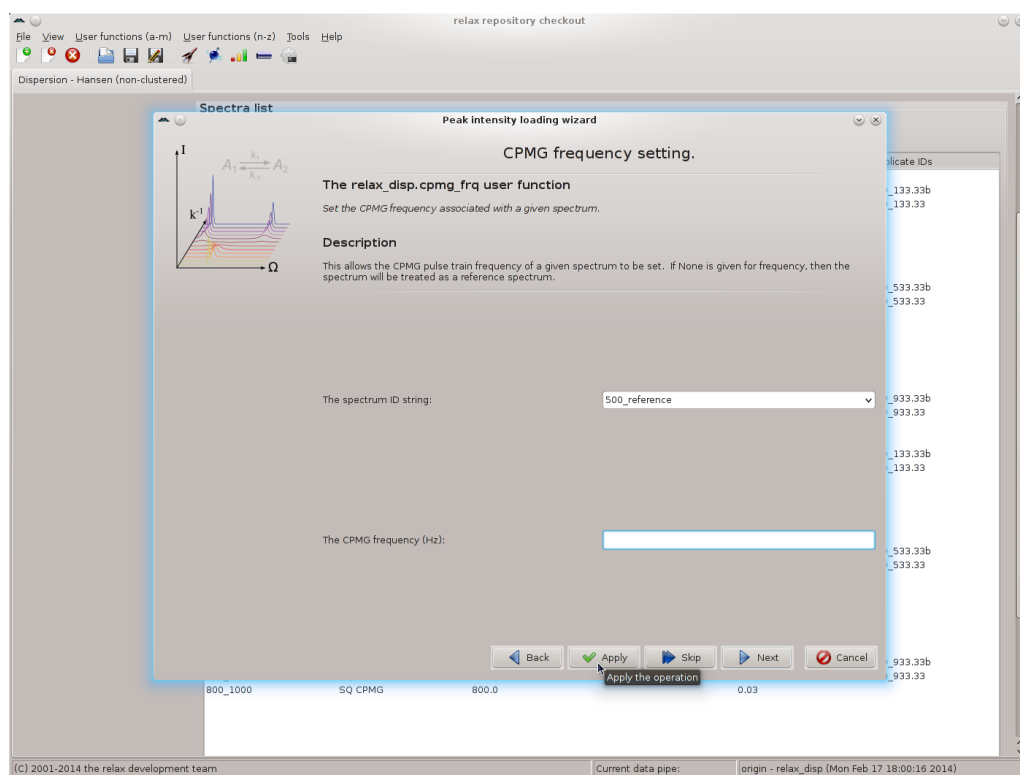 relax repository checkout
File View User functions (a-m) User functions (n-z) Tools Help
Dispersion - Hansen (non-clustered)
Spectra list
Peak intensity loading wizard
I
A1 k1 A2
k-1
k-1
Ω
CPMG frequency setting.
The relax_disp.cpmg_frq user function
Set the CPMG frequency associated with a given spectrum.
Description
This allows the CPMG pulse train frequency of a given spectrum to be set. If None is given for frequency, then the
spectrum will be treated as a reference spectrum.
The spectrum ID string:
500_reference
The CPMG frequency (Hz):
Back
Apply
Skip
Next
Cancel
Apply the operation
plicate IDs
_133.33b
_133.33
_533.33b
_533.33
_933.33b
_933.33
_133.33b
_133.33
_533.33b
_533.33
_933.33b
_933.33
800_1000 SQ CPMG 800.0 0.03
(C) 2001-2014 the relax development team
Current data pipe:
origin - relax_disp (Mon Feb 17 18:00:16 2014)